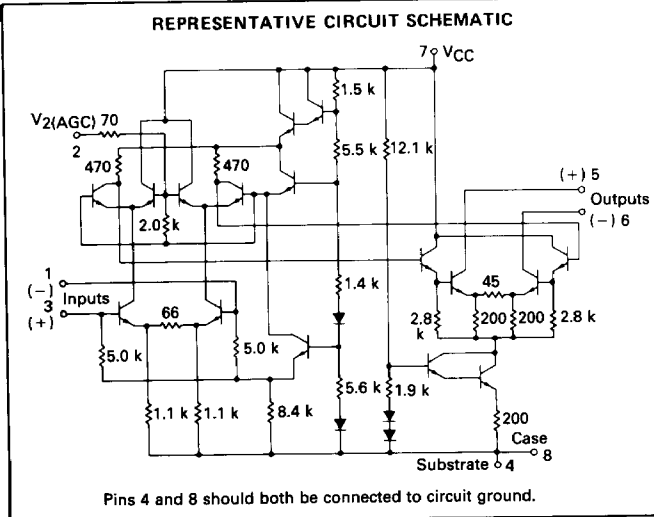 REPRESENTATIVE CIRCUIT SCHEMATIC
7 VCC
1.5 k
V2(AGC) 70
2
5.5 k
12.1 k
470
470
(+) 5
Outputs
(−) 6
2.0 k
1
(−)
Inputs
3
(+)
66
1.4 k
45
2.8 k
200
200
2.8 k
5.0 k
5.0 k
5.6 k
1.9 k
1.1 k
1.1 k
8.4 k
200
Case
8
Substrate 4
Pins 4 and 8 should both be connected to circuit ground.